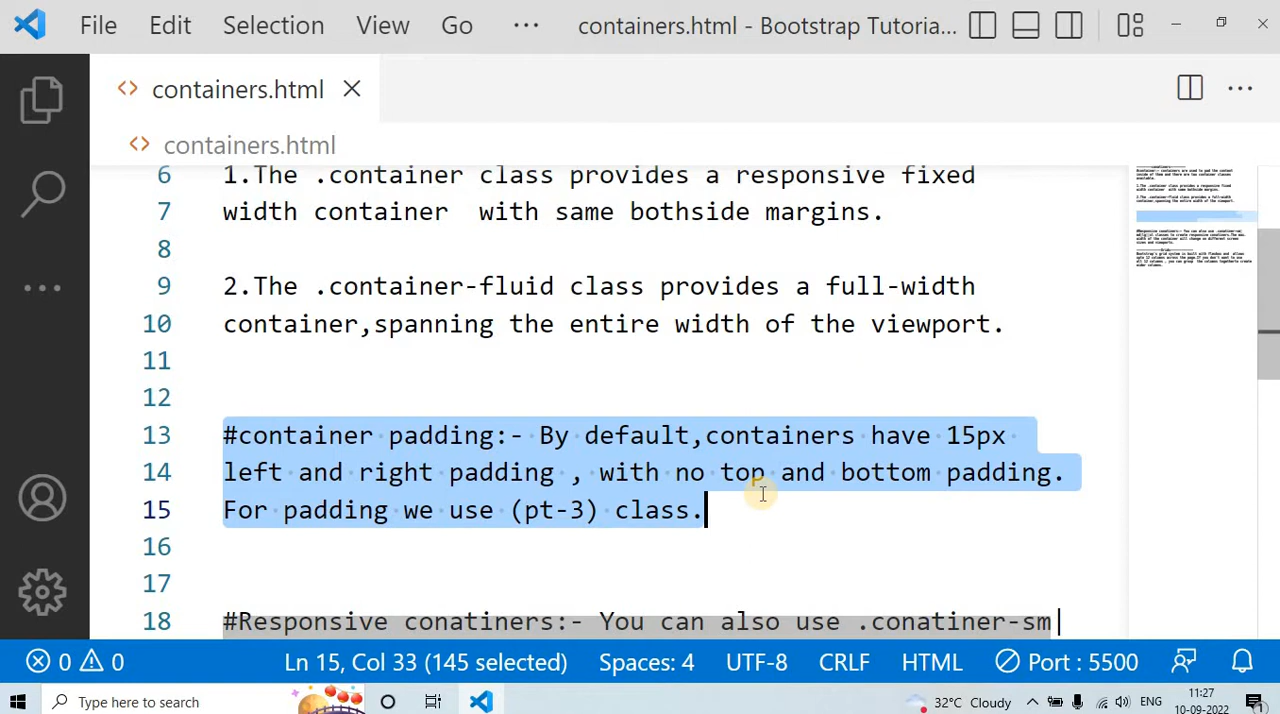 File Edit Selection View Go ··· containers.html - Bootstrap Tutoria...
containers.html
containers.html
6 1.The .container class provides a responsive fixed
7 width container with same bothside margins.
8
9 2.The .container-fluid class provides a full-width
10 container,spanning the entire width of the viewport.
11
12
13 #container padding:- By default,containers have 15px
14 left and right padding , with no top and bottom padding.
15 For padding we use (pt-3) class.
16
17
18 #Responsive conatiners:- You can also use .conatiner-sm|
0 0 Ln 15, Col 33 (145 selected) Spaces: 4 UTF-8 CRLF HTML Port : 5500
Type here to search 32°C Cloudy ENG 11:27
10-09-2022 1